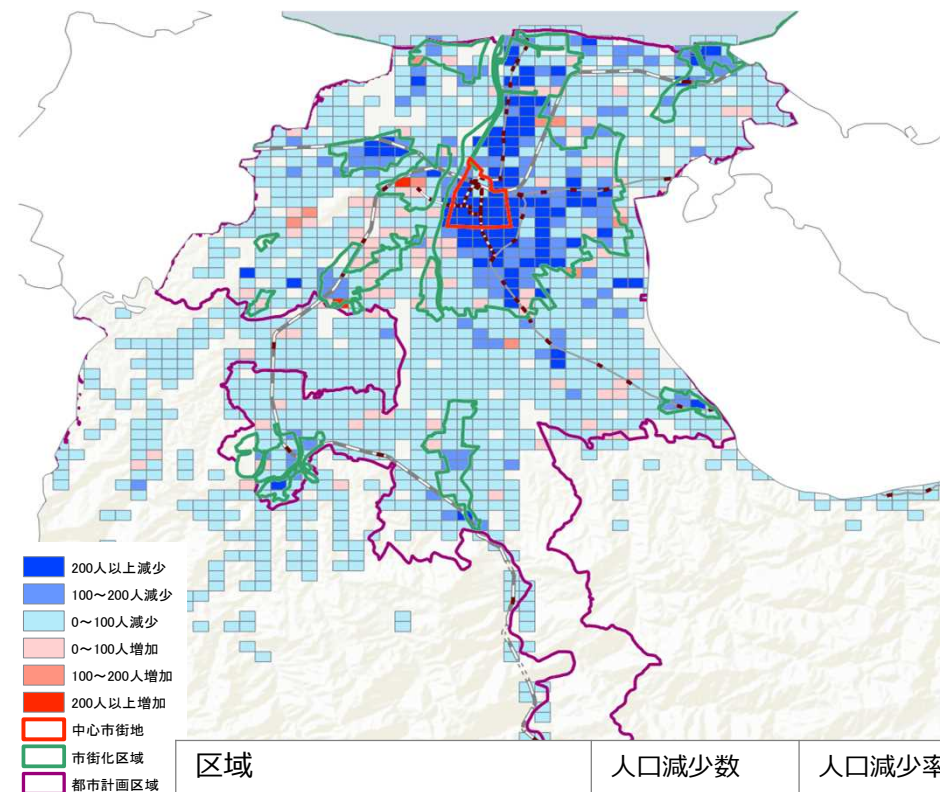 200人以上減少
100～200人減少
0～100人減少
0～100人増加
100～200人増加
200人以上増加
中心市街地
市街化区域
都市計画区域
区域 人口減少数 人口減少率